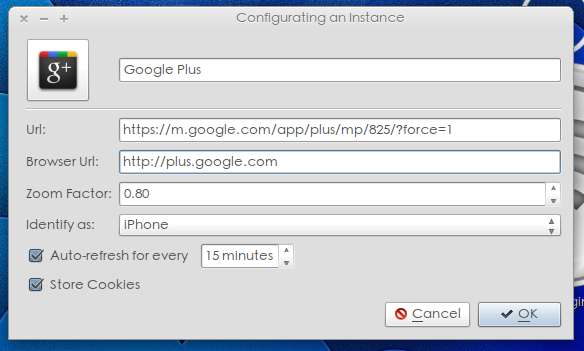 Configurating an Instance
g+
Google Plus
Url: https://m.google.com/app/plus/mp/825/?force=1
Browser Url: http://plus.google.com
Zoom Factor: 0.80
Identify as: iPhone
Auto-refresh for every 15 minutes
Store Cookies
Cancel OK